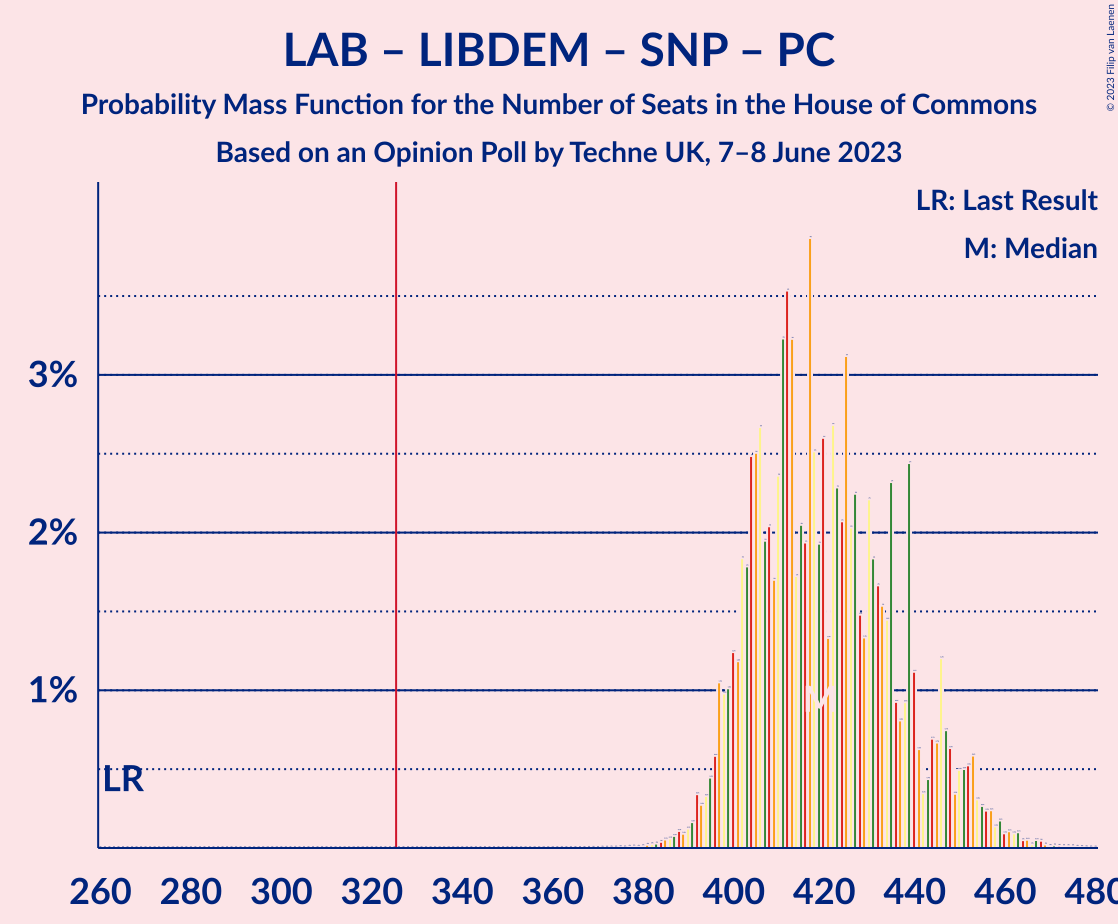 LAB – LIBDEM – SNP – PC
Probability Mass Function for the Number of Seats in the House of Commons
Based on an Opinion Poll by Techne UK, 7–8 June 2023
© 2023 Filip van Laenen
LR: Last Result
M: Median
3%
2%
1%
M
LR
260 280 300 320 340 360 380 400 420 440 460 480